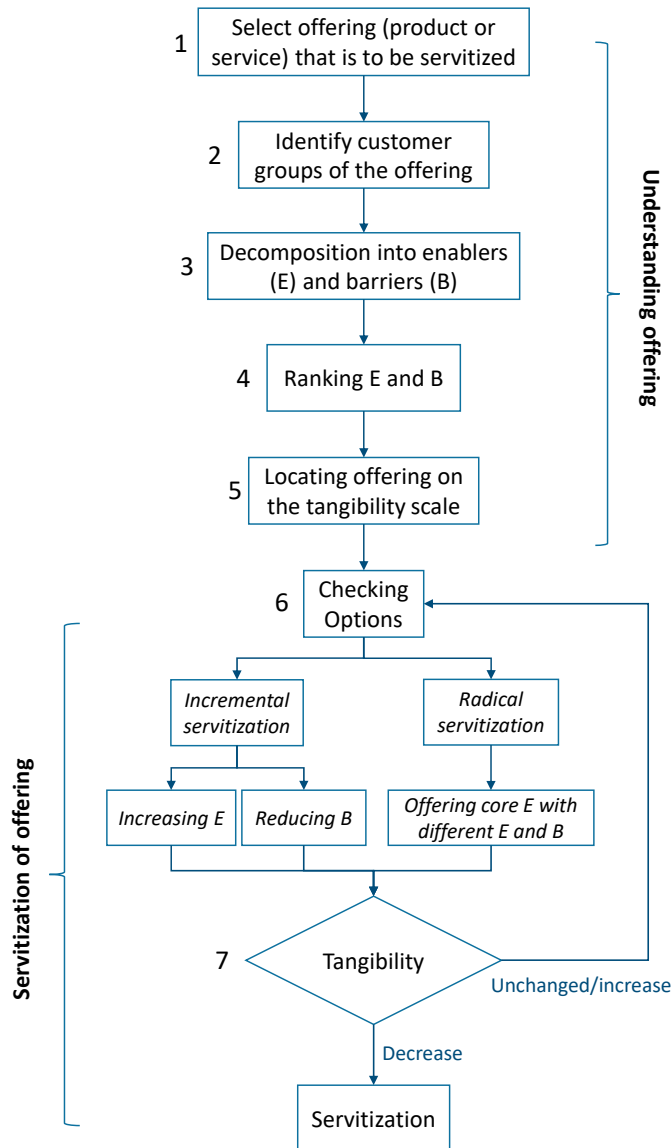 1
Select offering (product or
service) that is to be servitized
2
Identify customer
groups of the offering
3
Decomposition into enablers
(E) and barriers (B)
4
Ranking E and B
5
Locating offering on
the tangibility scale
Understanding offering
6
Checking
Options
Incremental
servitization
Radical
servitization
Increasing E
Reducing B
Offering core E with
different E and B
7
Tangibility
Unchanged/increase
Decrease
Servitization
Servitization of offering